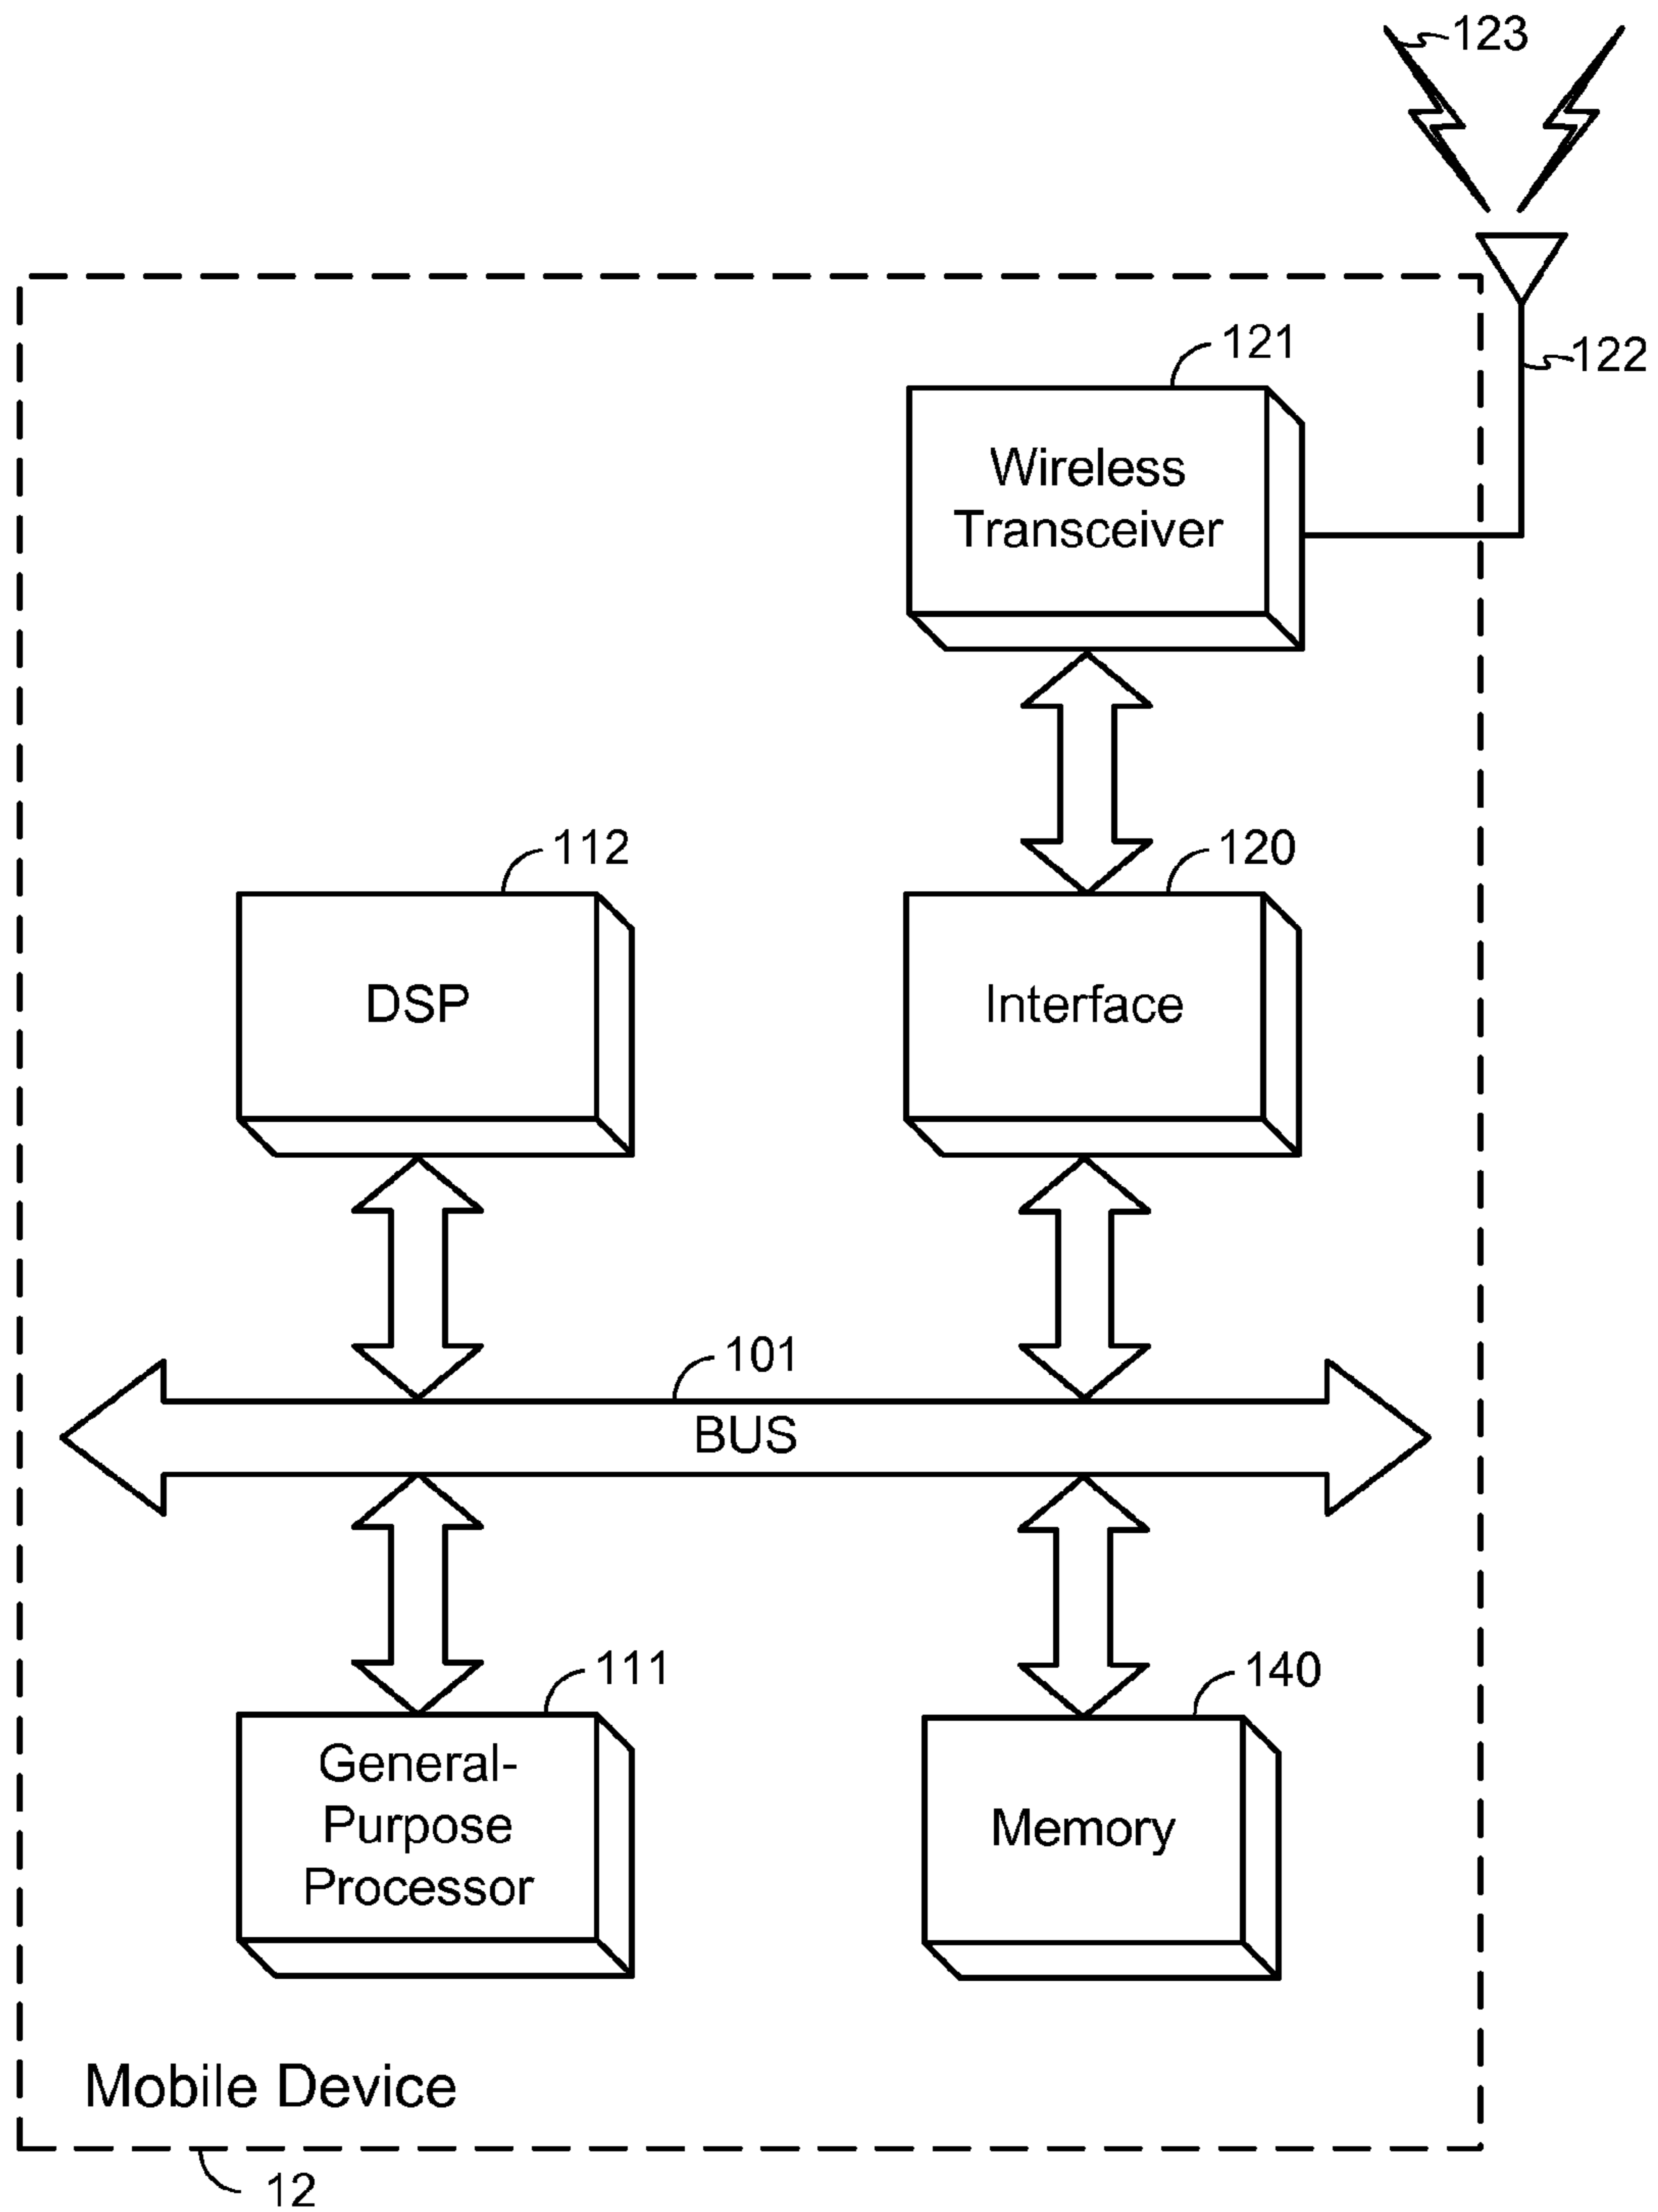 123
121
122
Wireless
Transceiver
112
120
DSP
Interface
101
BUS
111
140
General-
Purpose
Processor
Memory
Mobile Device
12